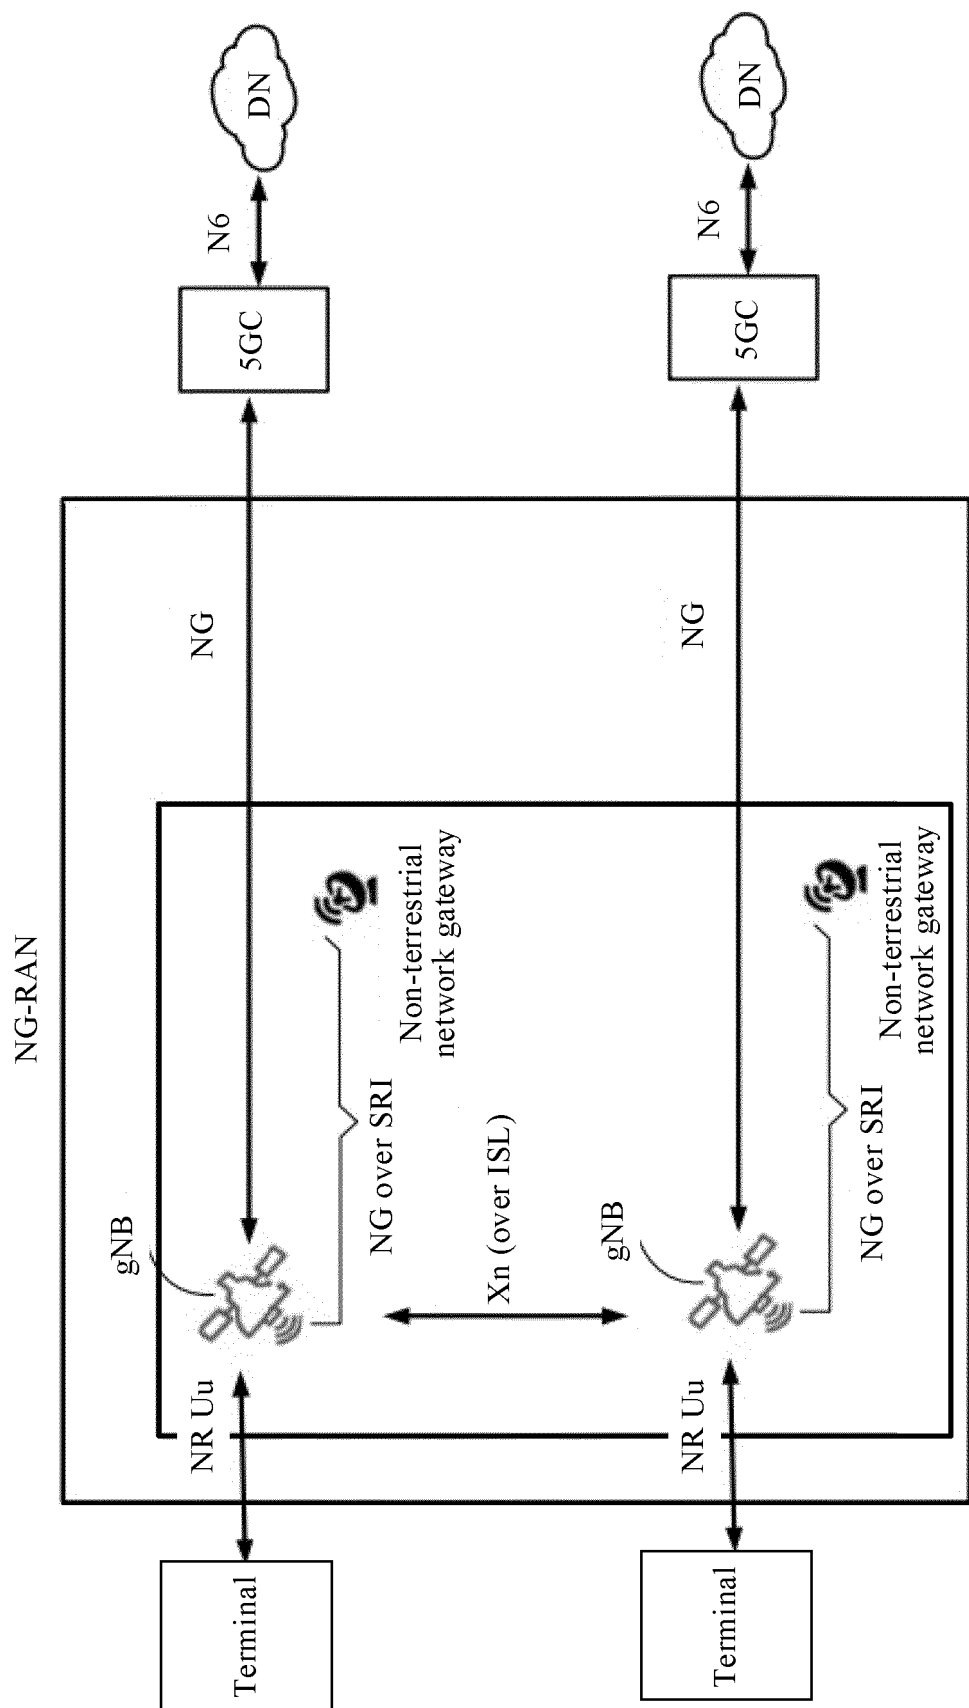 NG-RAN
Terminal
NR Uu
gNB
NG over SRI
Non-terrestrial
network gateway
NG
5GC
N6
DN
Xn (over ISL)
Terminal
NR Uu
gNB
NG over SRI
Non-terrestrial
network gateway
NG
5GC
N6
DN